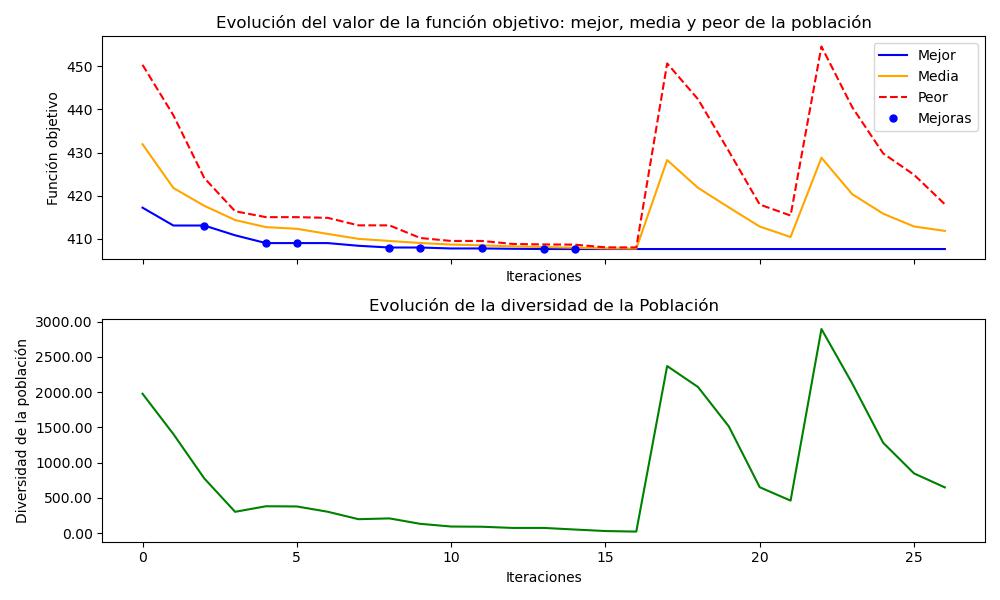 Evolución del valor de la función objetivo: mejor, media y peor de la población
Función objetivo
450
440
430
420
410
Mejor
Media
Peor
Mejoras
Iteraciones
Evolución de la diversidad de la Población
Diversidad de la población
3000.00
2500.00
2000.00
1500.00
1000.00
500.00
0.00
0
5
10
15
20
25
Iteraciones